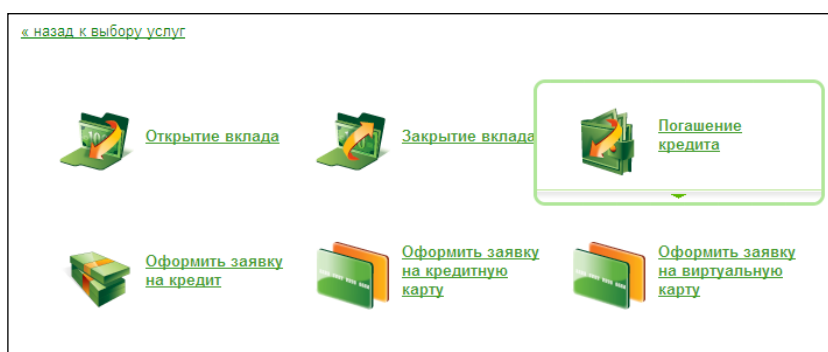 « назад к выбору услуг
Открытие вклада
Закрытие вклада
Погашение
кредита
Оформить заявку
на кредит
Оформить заявку
на кредитную
карту
Оформить заявку
на виртуальную
карту